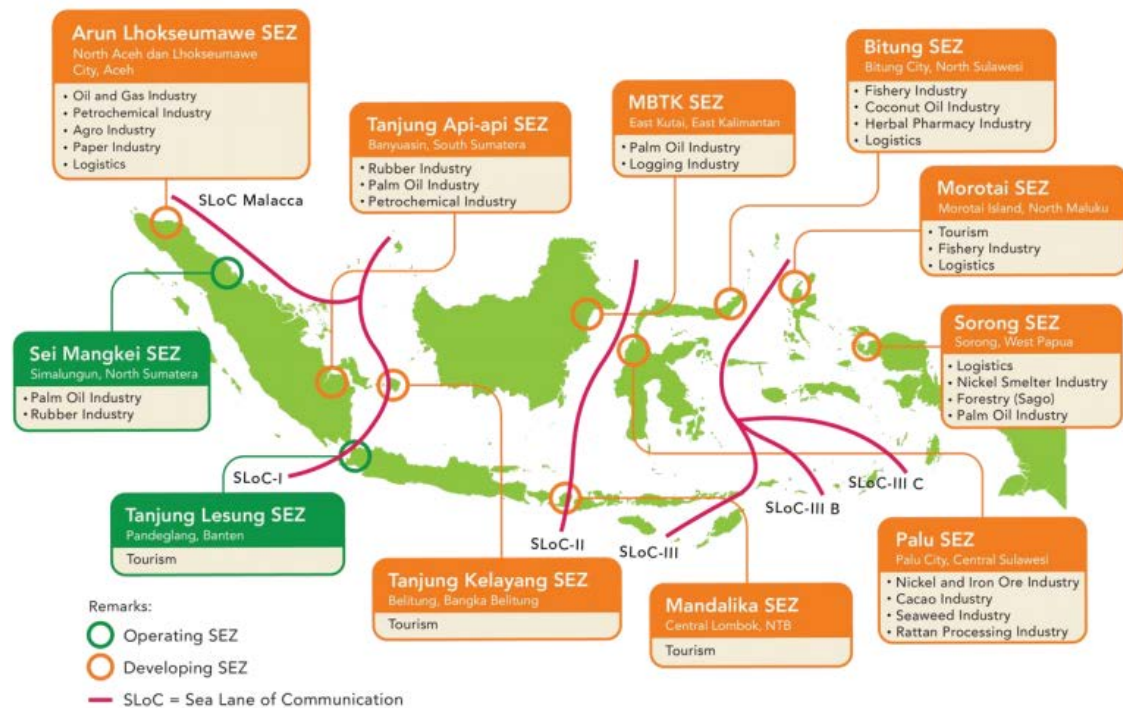 Arun Lhokseumawe SEZ
North Aceh dan Lhokseumawe
City, Aceh
• Oil and Gas Industry
• Petrochemical Industry
• Agro Industry
• Paper Industry
• Logistics
Tanjung Api-api SEZ
Banyuasin, South Sumatera
• Rubber Industry
• Palm Oil Industry
• Petrochemical Industry
MBTK SEZ
East Kutai, East Kalimantan
• Palm Oil Industry
• Logging Industry
Bitung SEZ
Bitung City, North Sulawesi
• Fishery Industry
• Coconut Oil Industry
• Herbal Pharmacy Industry
• Logistics
Morotai SEZ
Morotai Island, North Maluku
• Tourism
• Fishery Industry
• Logistics
SLoC Malacca
Sei Mangkei SEZ
Simalungun, North Sumatera
• Palm Oil Industry
• Rubber Industry
Sorong SEZ
Sorong, West Papua
• Logistics
• Nickel Smelter Industry
• Forestry (Sago)
• Palm Oil Industry
SLoC-I
SLoC-II
SLoC-III
SLoC-III B
SLoC-III C
Tanjung Lesung SEZ
Pandeglang, Banten
Tourism
Tanjung Kelayang SEZ
Belitung, Bangka Belitung
Tourism
Mandalika SEZ
Central Lombok, NTB
Tourism
Palu SEZ
Palu City, Central Sulawesi
• Nickel and Iron Ore Industry
• Cacao Industry
• Seaweed Industry
• Rattan Processing Industry
Remarks:
Operating SEZ
Developing SEZ
SLoC = Sea Lane of Communication